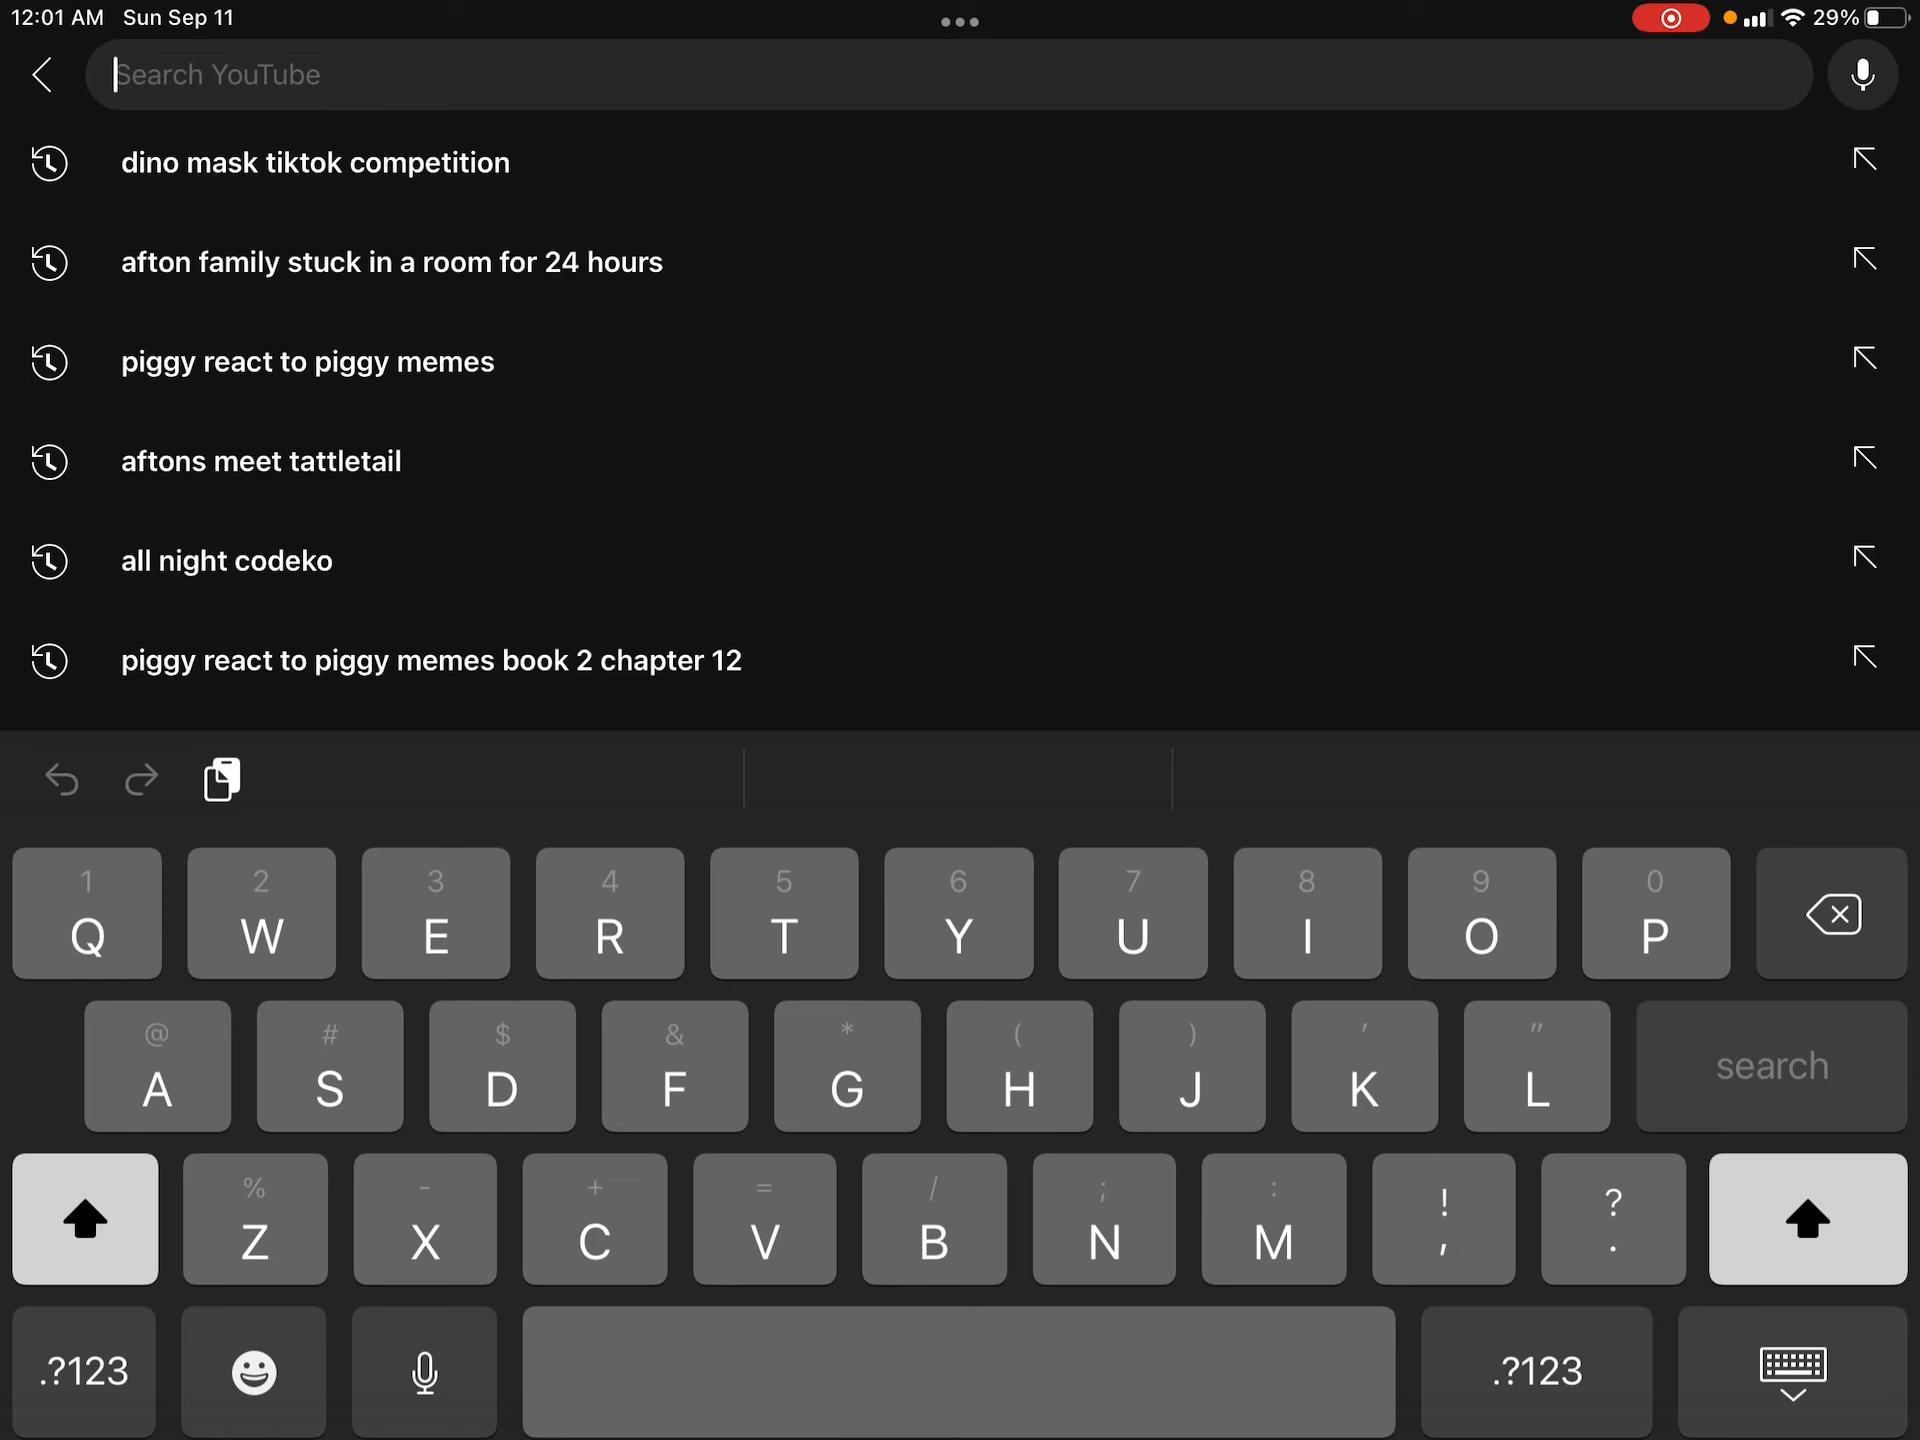 12:01 AM Sun Sep 11
29%
Search YouTube
dino mask tiktok competition
afton family stuck in a room for 24 hours
piggy react to piggy memes
aftons meet tattletail
all night codeko
piggy react to piggy memes book 2 chapter 12
1 2 3 4 5 6 7 8 9 0
Q W E R T Y U I O P
@ # $ & * ( ) ' "
A S D F G H J K L search
% - + = / ; : ! ?
Z X C V B N M , .
.?123 .?123